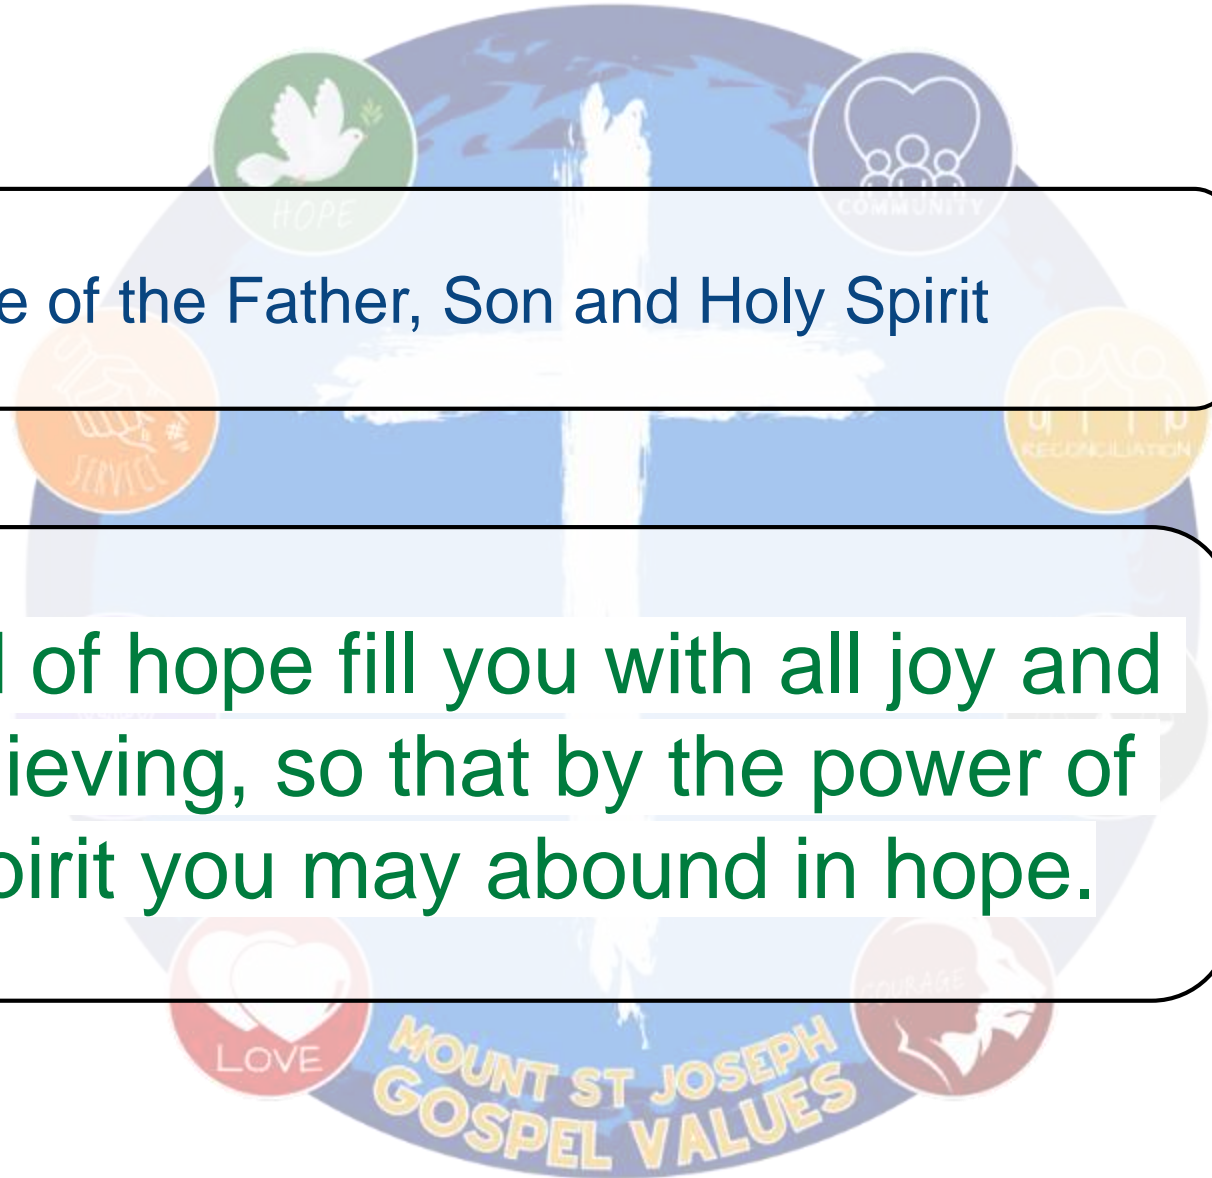 HOPE
COMMUNITY
e of the Father, Son and Holy Spirit
SERVICE
RECONCILIATION
of hope fill you with all joy and
ieving, so that by the power of
pirit you may abound in hope.
COURAGE
LOVE
MOUNT ST JOSEPH
GOSPEL VALUES